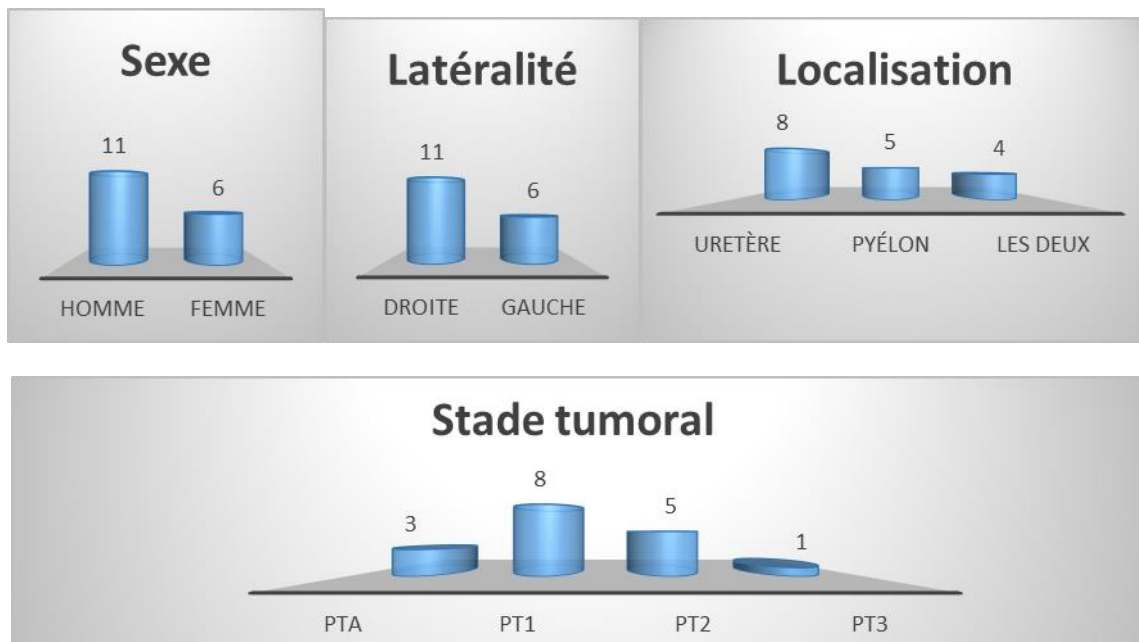 Sexe
11
6
HOMME FEMME
Latéralité
11
6
DROITE GAUCHE
Localisation
8
5
4
URETÈRE PYÉLON LES DEUX
Stade tumoral
3
8
5
1
PTA PT1 PT2 PT3